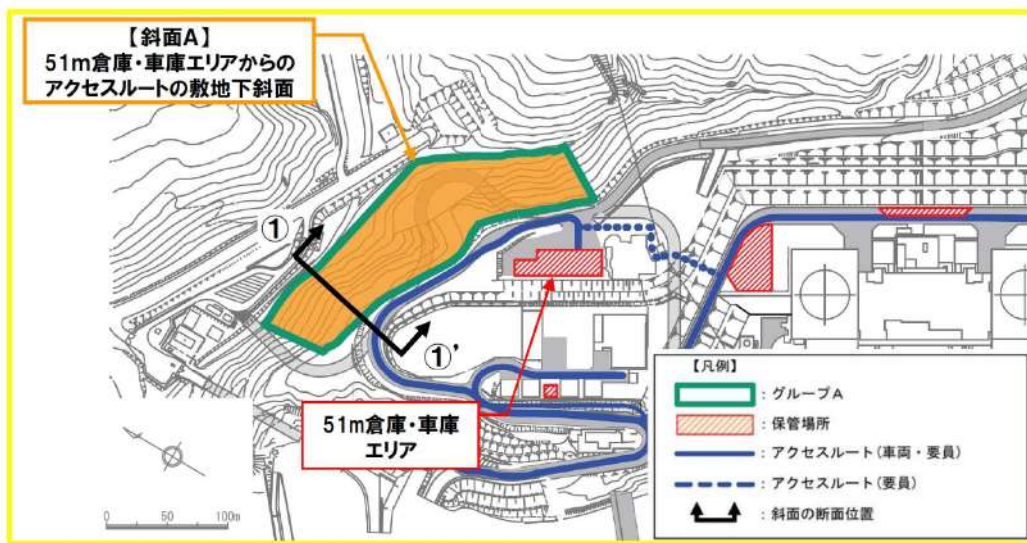 【斜面A】
51m倉庫・車庫エリアからの
アクセスルートの敷地下斜面
①
①'
51m倉庫・車庫
エリア
【凡例】
：グループA
：保管場所
：アクセスルート(車両・要員)
：アクセスルート(要員)
：斜面の断面位置
0 50 100m